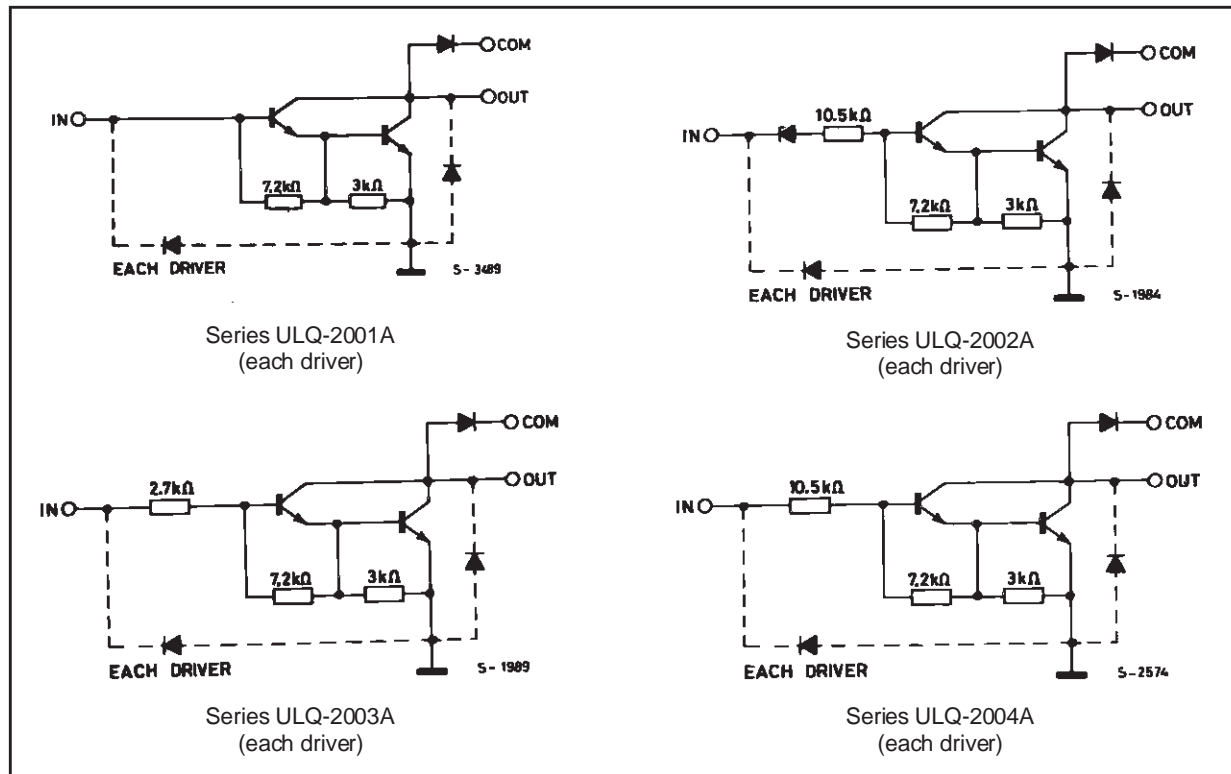 COM
OUT
IN
7.2kΩ 3kΩ
EACH DRIVER
S-3489
Series ULQ-2001A
(each driver)
COM
OUT
IN
10.5kΩ
7.2kΩ 3kΩ
EACH DRIVER
S-1984
Series ULQ-2002A
(each driver)
COM
OUT
IN
2.7kΩ
7.2kΩ 3kΩ
EACH DRIVER
S-1989
Series ULQ-2003A
(each driver)
COM
OUT
IN
10.5kΩ
7.2kΩ 3kΩ
EACH DRIVER
S-2574
Series ULQ-2004A
(each driver)